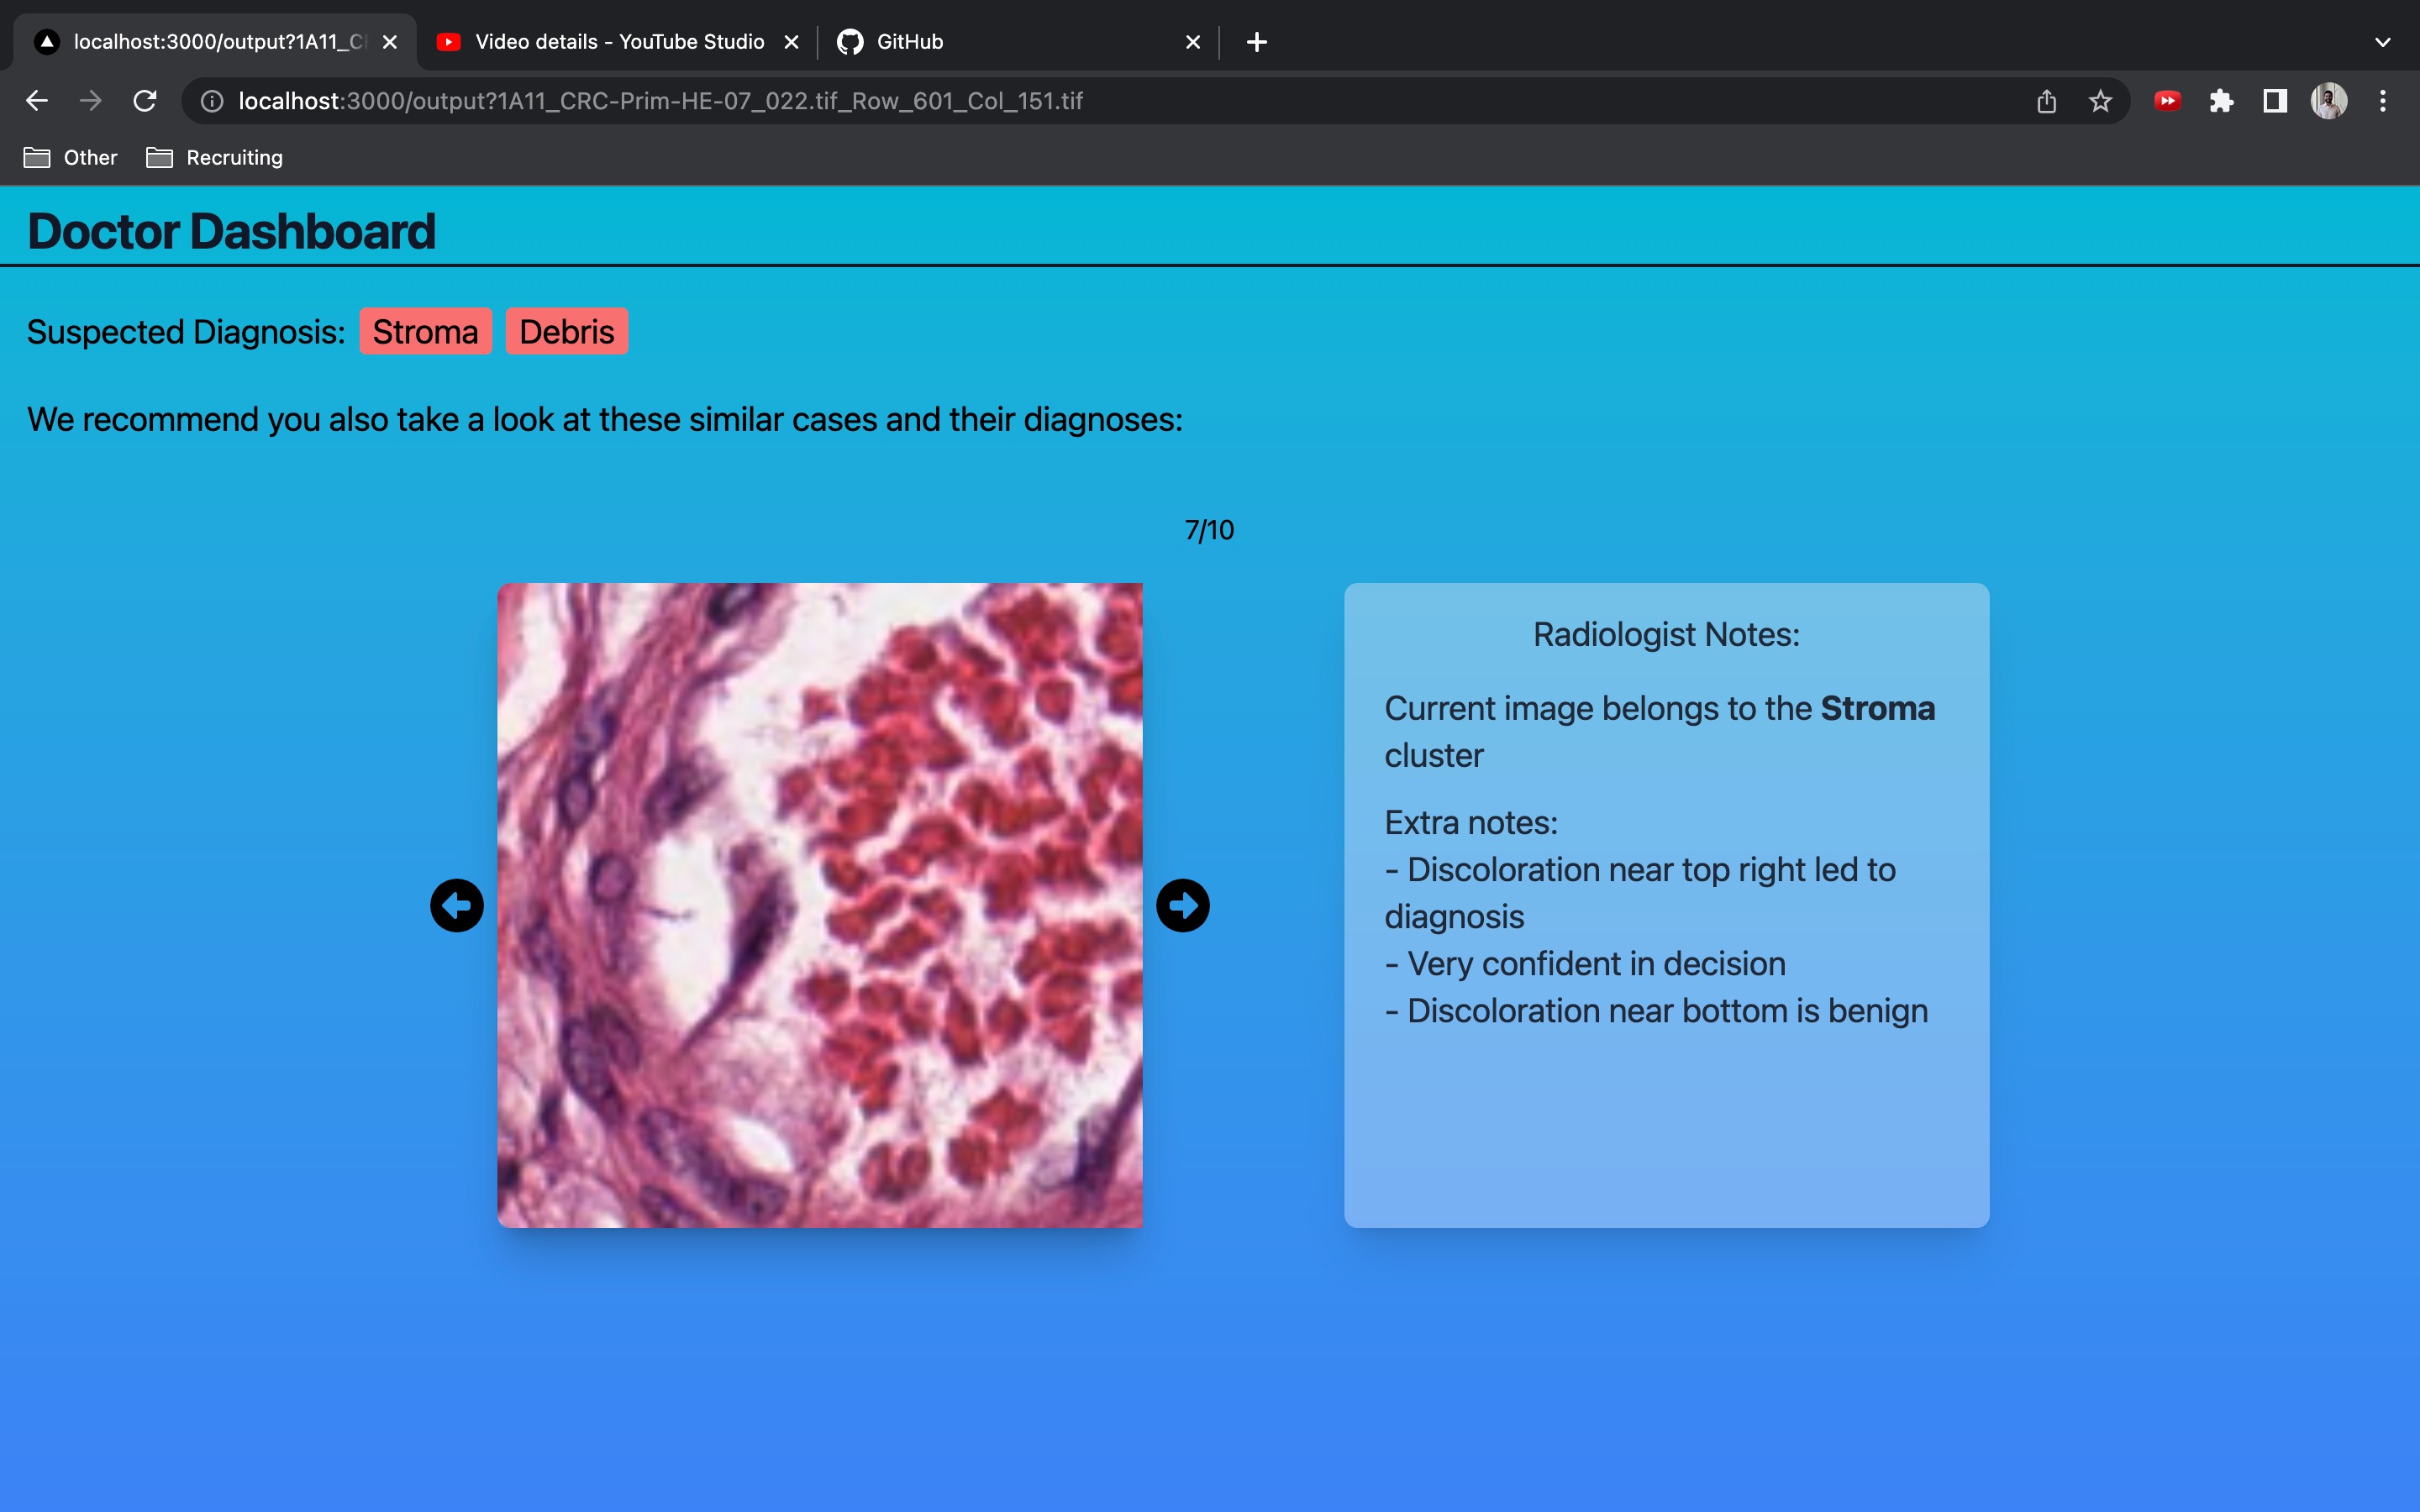 localhost:3000/output?1A11_C
Video details - YouTube Studio
GitHub
localhost:3000/output?1A11_CRC-Prim-HE-07_022.tif_Row_601_Col_151.tif
Other
Recruiting
Doctor Dashboard
Suspected Diagnosis: Stroma Debris
We recommend you also take a look at these similar cases and their diagnoses:
7/10
Radiologist Notes:
Current image belongs to the Stroma
cluster
Extra notes:
- Discoloration near top right led to
diagnosis
- Very confident in decision
- Discoloration near bottom is benign